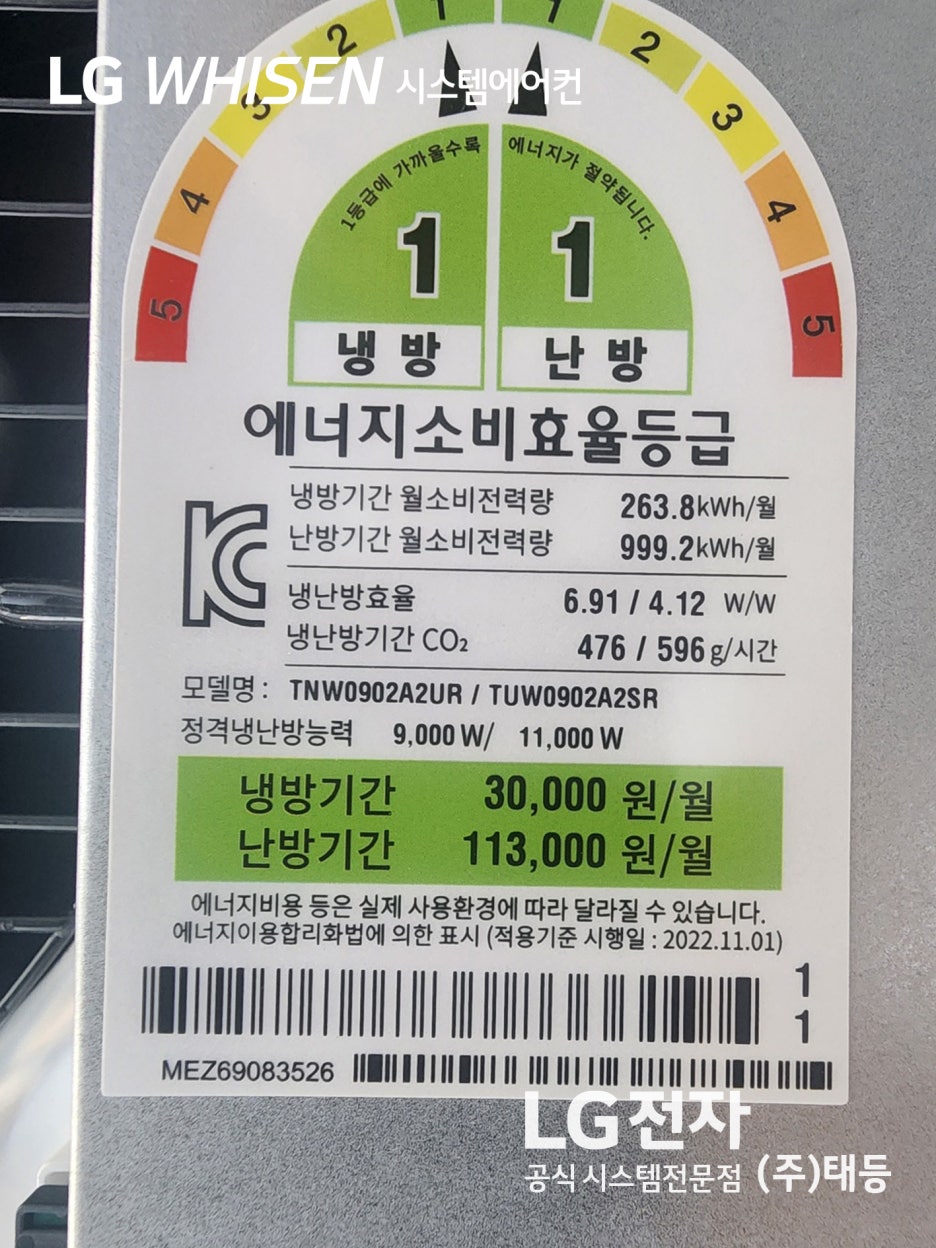 LG WHISEN 시스템에어컨
5 4 3 2 1 1 2 3 4 5
1등급에 가까울수록 에너지가 절약됩니다.
1 1
냉방 난방
에너지소비효율등급
냉방기간 월소비전력량 263.8kWh/월
난방기간 월소비전력량 999.2kWh/월
냉난방효율 6.91 / 4.12 W/W
냉난방기간 CO₂ 476 / 596 g/시간
모델명 : TNW0902A2UR / TUW0902A2SR
정격냉난방능력 9,000 W/ 11,000 W
냉방기간 30,000 원/월
난방기간 113,000 원/월
에너지비용 등은 실제 사용환경에 따라 달라질 수 있습니다.
에너지이용합리화법에 의한 표시 (적용기준 시행일 : 2022.11.01)
1
1
MEZ69083526
LG전자
공식 시스템전문점 (주)태등